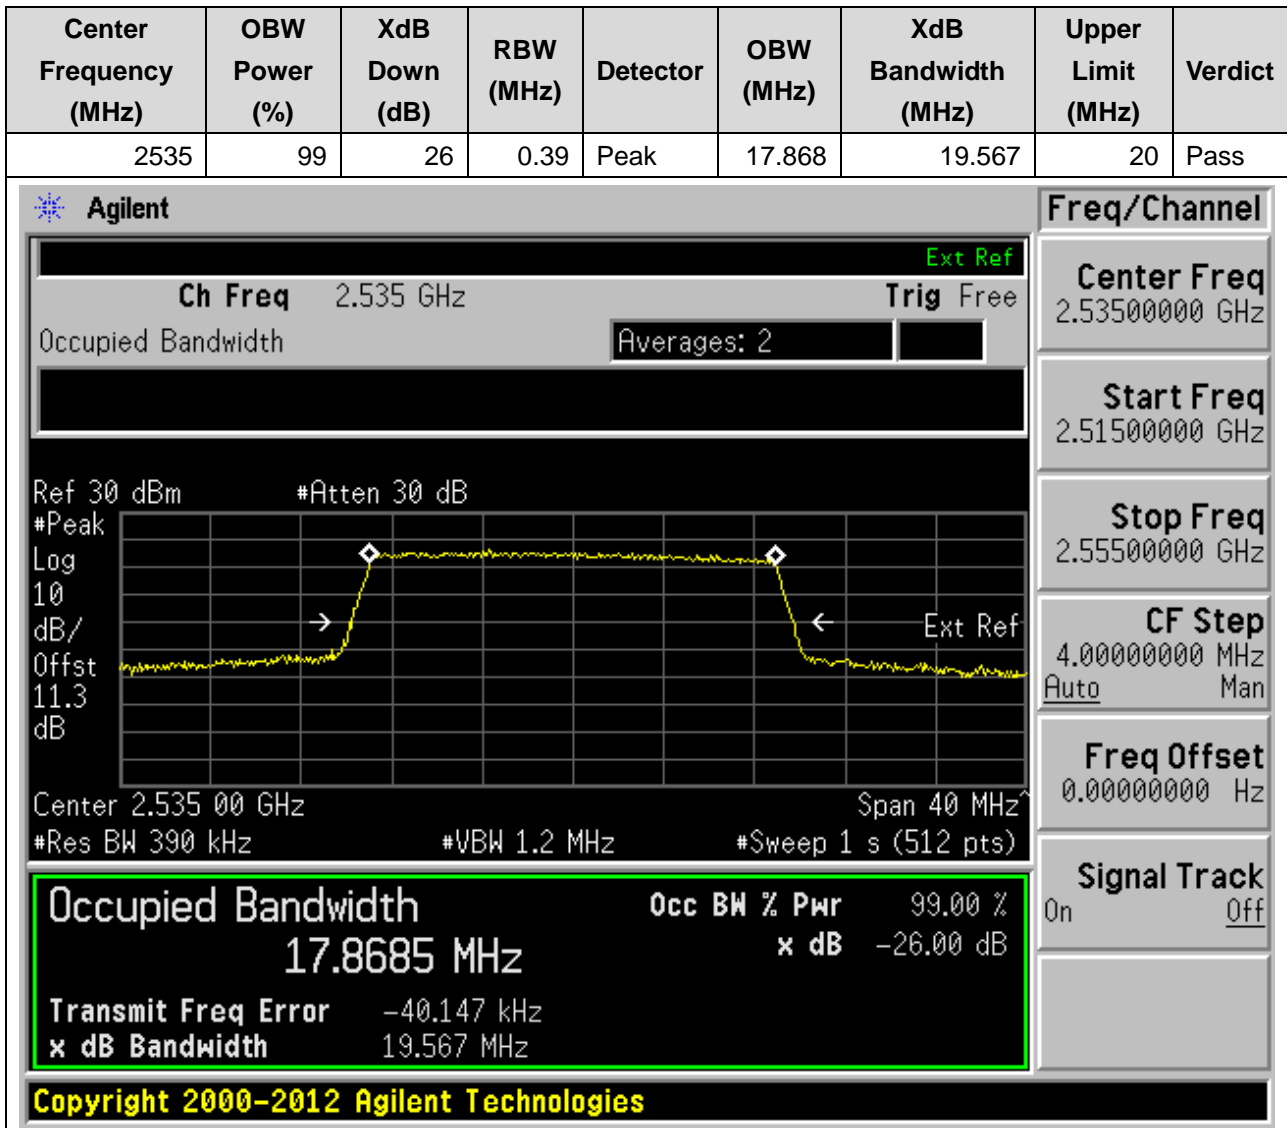 Center Frequency (MHz) OBW Power (%) XdB Down (dB) RBW (MHz) Detector OBW (MHz) XdB Bandwidth (MHz) Upper Limit (MHz) Verdict
2535 99 26 0.39 Peak 17.868 19.567 20 Pass
Agilent
Freq/Channel
Ext Ref
Ch Freq 2.535 GHz Trig Free
Occupied Bandwidth Averages: 2
Center Freq
2.53500000 GHz
Start Freq
2.51500000 GHz
Stop Freq
2.55500000 GHz
CF Step
4.00000000 MHz
Auto Man
Freq Offset
0.00000000 Hz
Signal Track
On Off
Ref 30 dBm #Atten 30 dB
#Peak
Log
10
dB/
Offst
11.3
dB
Ext Ref
Center 2.535 00 GHz Span 40 MHz^
#Res BW 390 kHz #VBW 1.2 MHz #Sweep 1 s (512 pts)
Occupied Bandwidth
17.8685 MHz
Occ BW % Pwr 99.00 %
x dB -26.00 dB
Transmit Freq Error -40.147 kHz
x dB Bandwidth 19.567 MHz
Copyright 2000-2012 Agilent Technologies